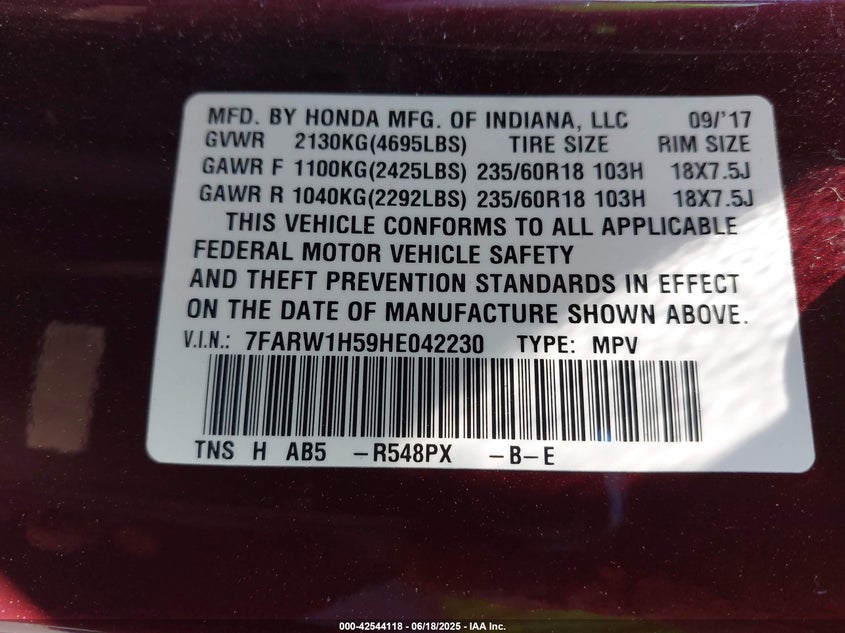 MFD. BY HONDA MFG. OF INDIANA, LLC 09/'17
GVWR 2130KG(4695LBS) TIRE SIZE RIM SIZE
GAWR F 1100KG(2425LBS) 235/60R18 103H 18X7.5J
GAWR R 1040KG(2292LBS) 235/60R18 103H 18X7.5J
THIS VEHICLE CONFORMS TO ALL APPLICABLE
FEDERAL MOTOR VEHICLE SAFETY
AND THEFT PREVENTION STANDARDS IN EFFECT
ON THE DATE OF MANUFACTURE SHOWN ABOVE.
V.I.N.: 7FARW1H59HE042230 TYPE: MPV
TNS H AB5 -R548PX -B-E
000-42544118 - 06/18/2025 - IAA Inc.